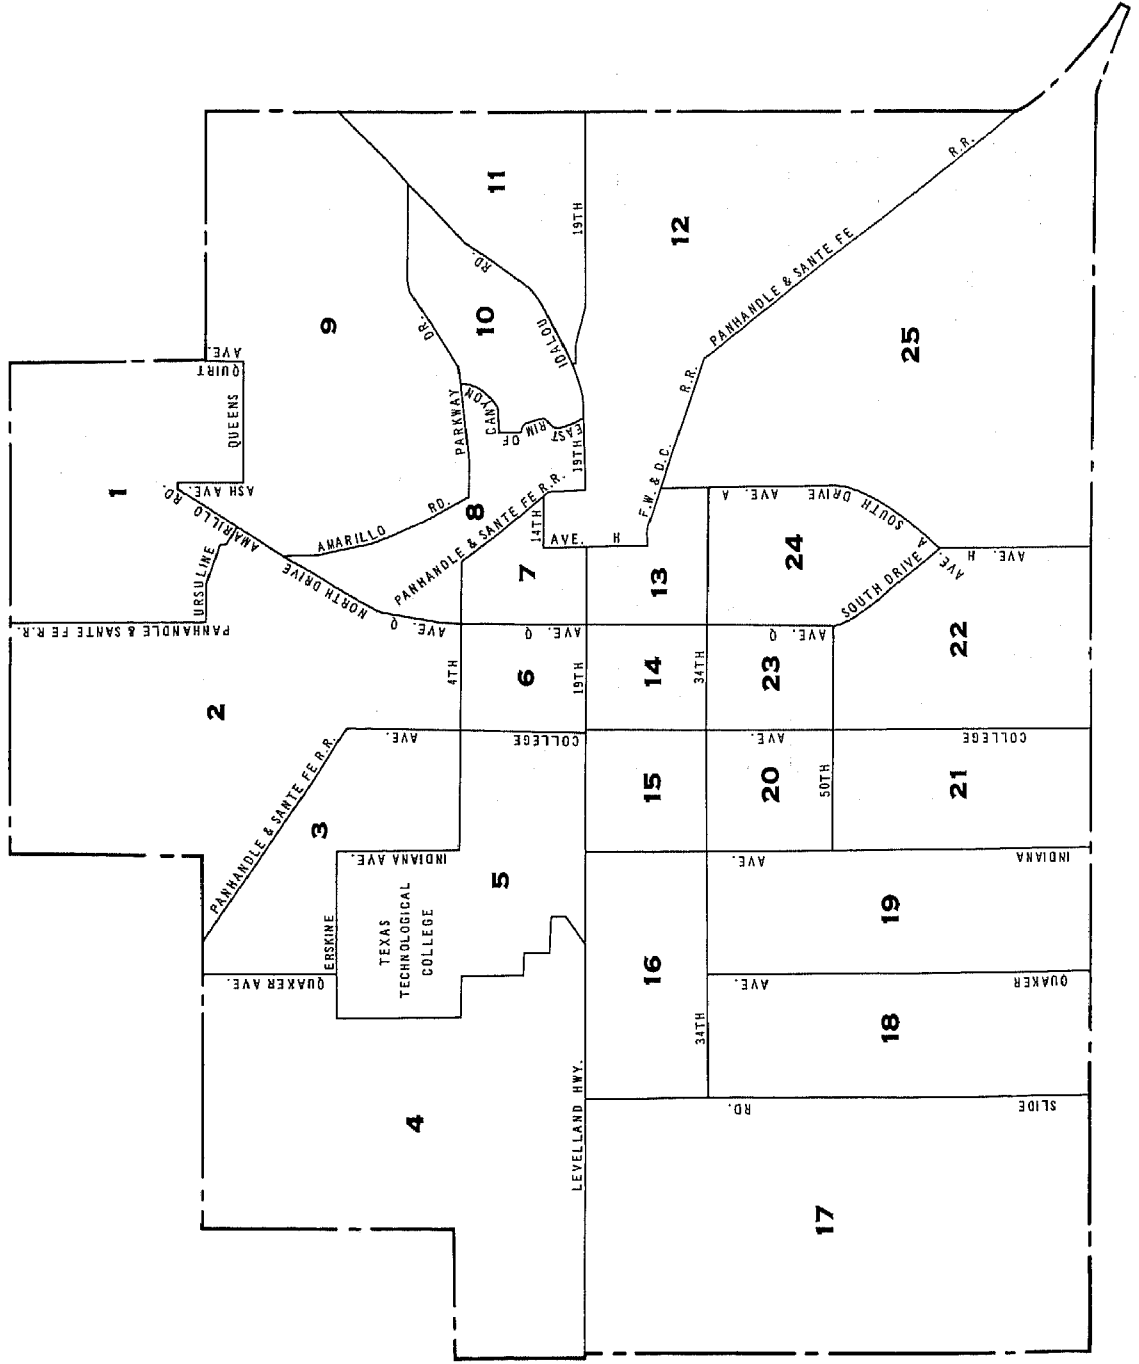 1
2
3
4
5
6
7
8
9
10
11
12
13
14
15
16
17
18
19
20
21
22
23
24
25
PANHANDLE & SANTE FE R.R.
URSULINE
AMARILLO RD.
ASH AVE.
QUEENS
QUIRT AVE.
NORTH DRIVE
AMARILLO RD.
PARKWAY DR.
CANYON
RIM OF
EAST
IDALOU RD.
19TH
19TH
PANHANDLE & SANTE FE R.R.
14TH
AVE. H
F.W. & D.C. R.R.
PANHANDLE & SANTE FE R.R.
AVE. Q
4TH
AVE. Q
19TH
COLLEGE AVE.
PANHANDLE & SANTE FE R.R.
INDIANA AVE.
ERSKINE
QUAKER AVE.
TEXAS
TECHNOLOGICAL
COLLEGE
LEVELLAND HWY.
34TH
34TH
AVE. Q
AVE. A
SOUTH DRIVE
SOUTH DRIVE
AVE. A
AVE. H
50TH
COLLEGE AVE.
INDIANA AVE.
QUAKER AVE.
SLIDE RD.